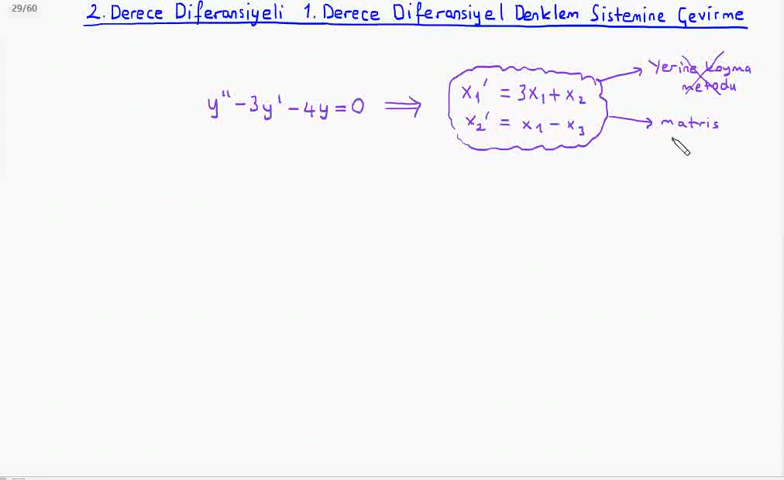 29/60
2. Derece Diferansiyeli 1. Derece Diferansiyel Denklem Sistemine Çevirme
y" - 3y' - 4y = 0 ⟹
x₁' = 3x₁ + x₂
x₂' = x₁ - x₃
Yerine Koyma
metodu
matris